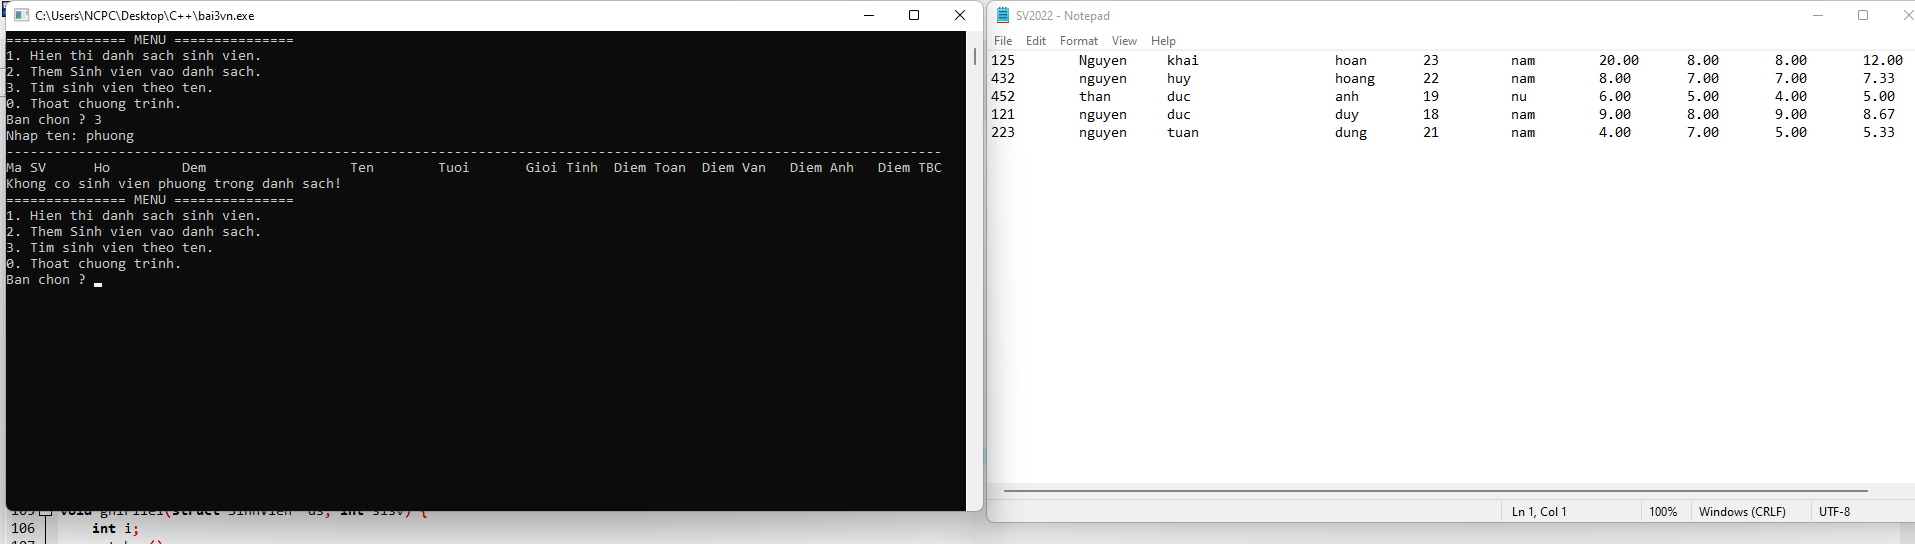 C:\Users\NCPC\Desktop\C++\bai3vn.exe
=============== MENU ===============
1. Hien thi danh sach sinh vien.
2. Them Sinh vien vao danh sach.
3. Tim sinh vien theo ten.
0. Thoat chuong trinh.
Ban chon ? 3
Nhap ten: phuong
---------------------------------------------------------------------------------------------------------------------
Ma SV Ho Dem Ten Tuoi Gioi Tinh Diem Toan Diem Van Diem Anh Diem TBC
Khong co sinh vien phuong trong danh sach!
=============== MENU ===============
1. Hien thi danh sach sinh vien.
2. Them Sinh vien vao danh sach.
3. Tim sinh vien theo ten.
0. Thoat chuong trinh.
Ban chon ?
SV2022 - Notepad
File Edit Format View Help
125 Nguyen khai hoan 23 nam 20.00 8.00 8.00 12.00
432 nguyen huy hoang 22 nam 8.00 7.00 7.00 7.33
452 than duc anh 19 nu 6.00 5.00 4.00 5.00
121 nguyen duc duy 18 nam 9.00 8.00 9.00 8.67
223 nguyen tuan dung 21 nam 4.00 7.00 5.00 5.33
Ln 1, Col 1 100% Windows (CRLF) UTF-8
106 int i;